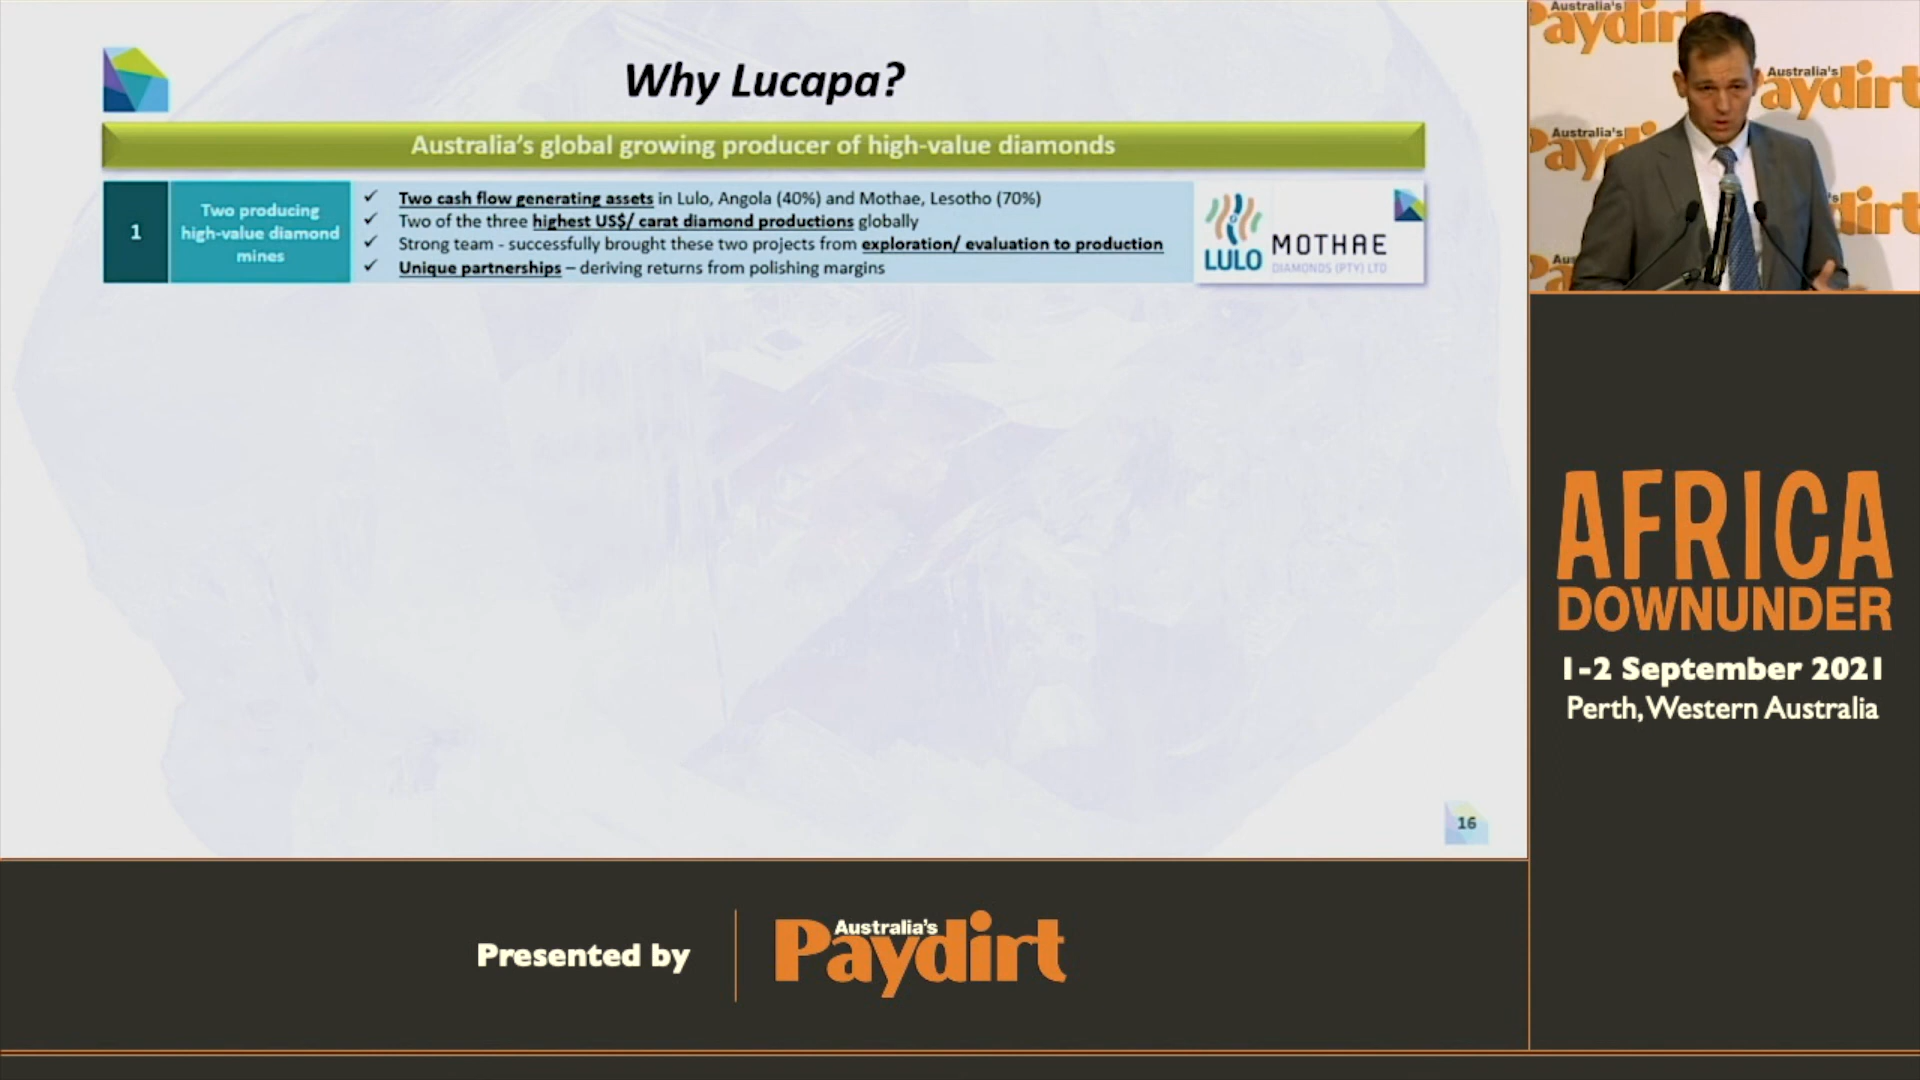 Why Lucapa?
Australia's global growing producer of high-value diamonds
1
Two producing
high-value diamond
mines
✓ Two cash flow generating assets in Lulo, Angola (40%) and Mothae, Lesotho (70%)
✓ Two of the three highest US$/ carat diamond productions globally
✓ Strong team - successfully brought these two projects from exploration/ evaluation to production
✓ Unique partnerships – deriving returns from polishing margins
LULO
MOTHAE
DIAMONDS (PTY) LTD
16
Australia's
Paydirt
Australia's
Paydirt
Australia's
AFRICA
DOWNUNDER
1-2 September 2021
Perth, Western Australia
Presented by
Australia's
Paydirt